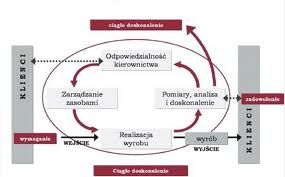 ciągłe doskonalenie
Odpowiedzialność
kierownictwa
KLIENCI
KLIENCI
Zarządzanie
zasobami
Pomiary, analiza
i doskonalenie
zadowolenie
wymagania
WEJŚCIE
Realizacja
wyrobu
wyrób
WYJŚCIE
Ciągłe doskonalenie